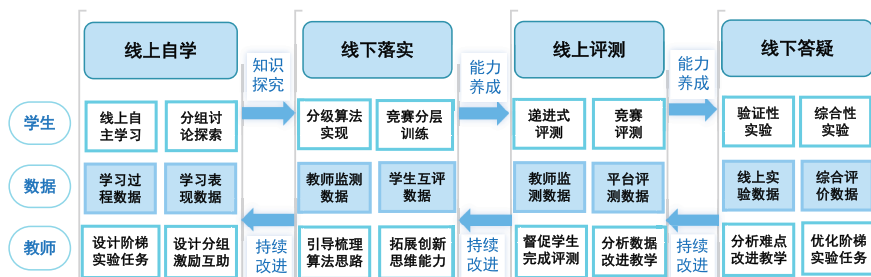 线上自学
线下落实
线上评测
线下答疑
知识
探究
能力
养成
能力
养成
学生
线上自
主学习
分组讨
论探索
分级算法
实现
竞赛分层
训练
递进式
评测
竞赛
评测
验证性
实验
综合性
实验
数据
学习过
程数据
学习表
现数据
教师监测
数据
学生互评
数据
教师监
测数据
平台评
测数据
线上实
验数据
综合评
价数据
教师
设计阶梯
实验任务
设计分组
激励互助
引导梳理
算法思路
拓展创新
思维能力
督促学生
完成评测
分析数据
改进教学
分析难点
改进教学
优化阶梯
实验任务
持续
改进
持续
改进
持续
改进